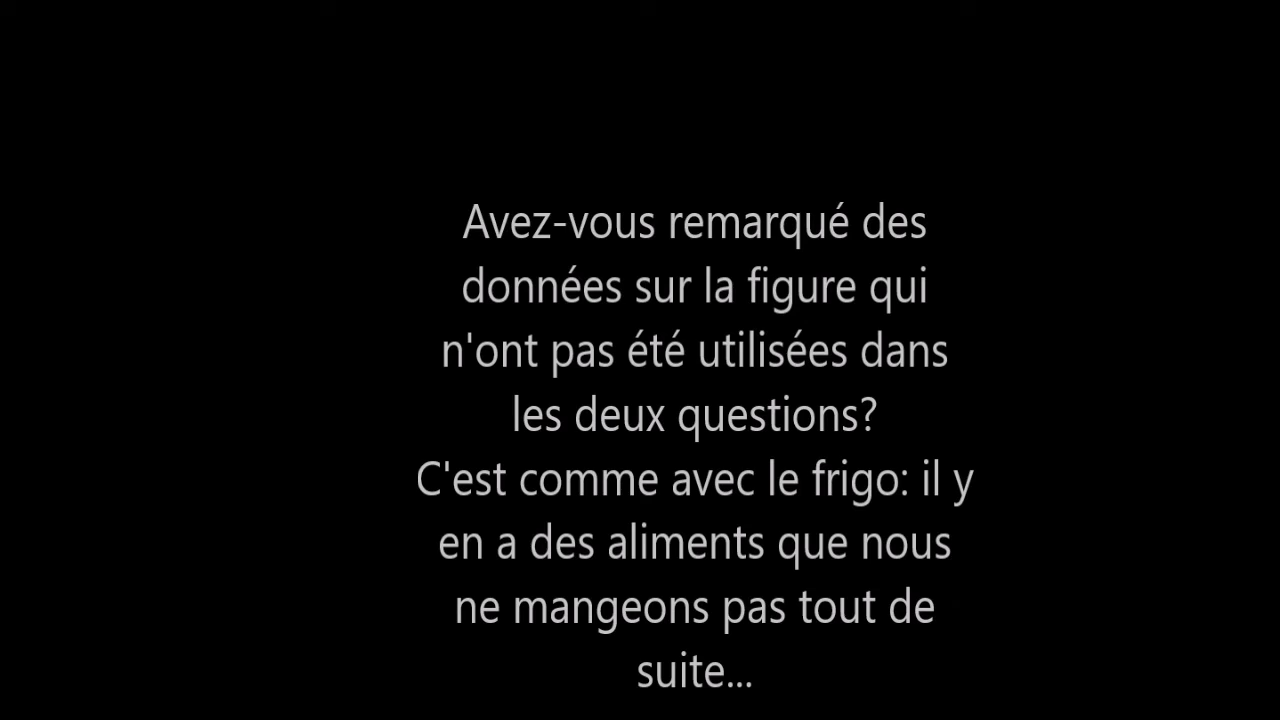 Avez-vous remarqué des
données sur la figure qui
n'ont pas été utilisées dans
les deux questions?
C'est comme avec le frigo: il y
en a des aliments que nous
ne mangeons pas tout de
suite...